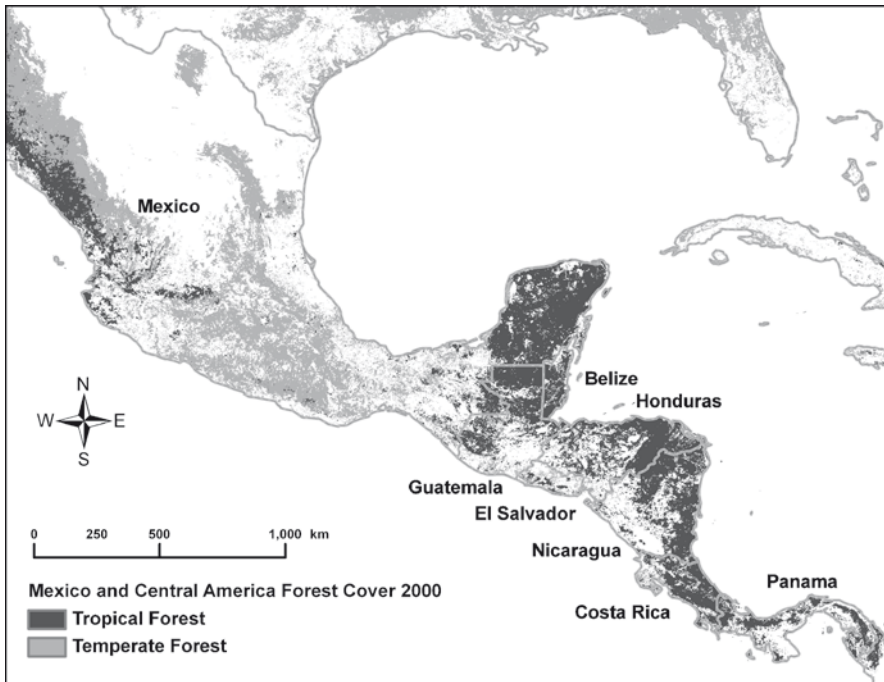 Mexico
Belize
Honduras
N
W E
S
Guatemala
El Salvador
Nicaragua
Panama
Costa Rica
0 250 500 1,000 km
Mexico and Central America Forest Cover 2000
Tropical Forest
Temperate Forest